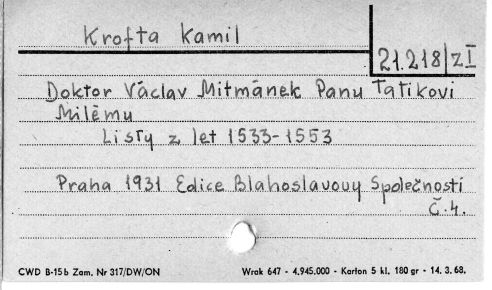 Krofta Kamil
21.218/zI
Doktor Václav Mitmánek Panu Tatikovi
Milému
Listy z let 1533-1553
Praha 1931 Edice Blahoslavovy Společnosti
Č.4.
CWD B-15b Zam. Nr 317/DW/ON
Wrak 647 - 4.945.000 - Karton 5 kl. 180 gr - 14. 3. 68.